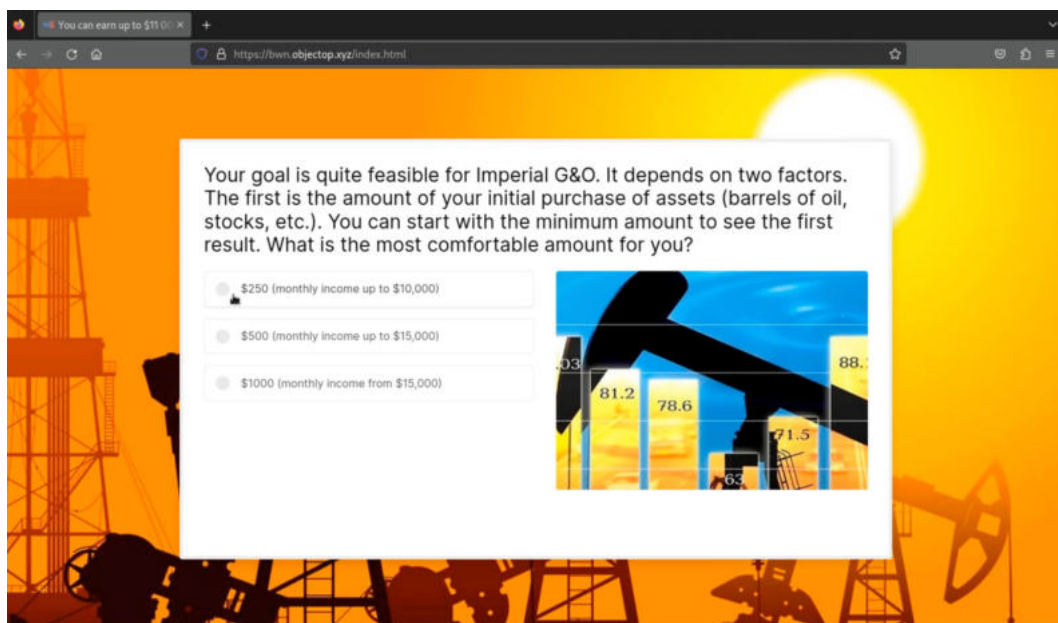 You can earn up to $11 00
https://bwn.objectop.xyz/index.html
Your goal is quite feasible for Imperial G&O. It depends on two factors.
The first is the amount of your initial purchase of assets (barrels of oil,
stocks, etc.). You can start with the minimum amount to see the first
result. What is the most comfortable amount for you?
$250 (monthly income up to $10,000)
$500 (monthly income up to $15,000)
$1000 (monthly income from $15,000)
.03
81.2
78.6
63
71.5
88.